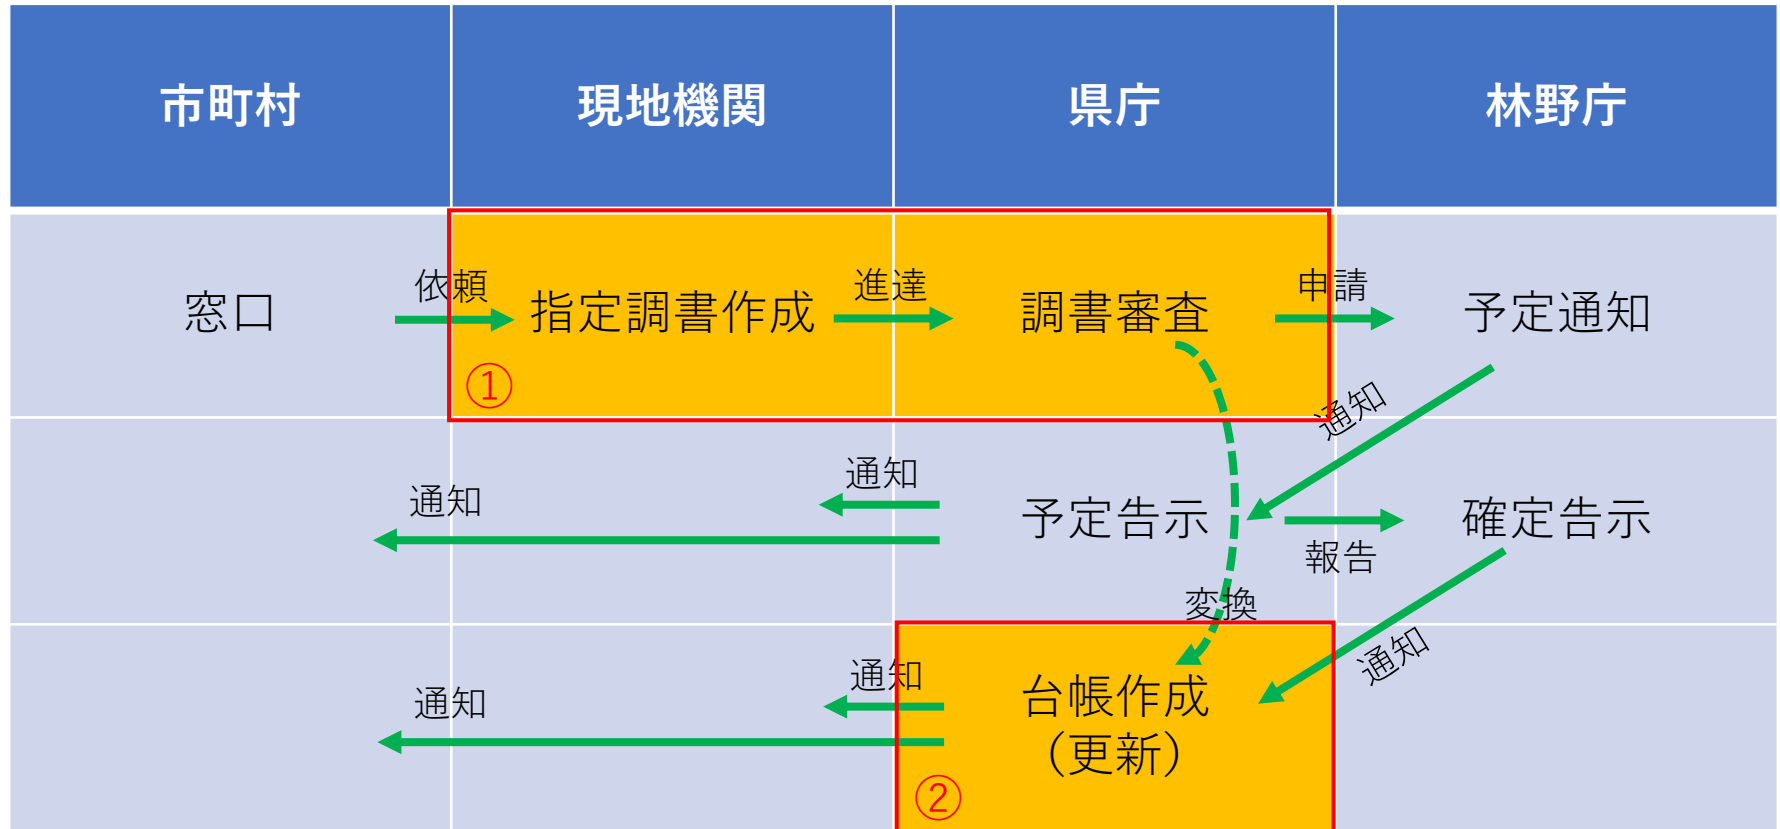 市町村
現地機関
県庁
林野庁
窓口
依頼
指定調書作成
進達
調書審査
申請
予定通知
①
通知
通知
通知
予定告示
報告
確定告示
変換
通知
通知
通知
台帳作成
（更新）
②